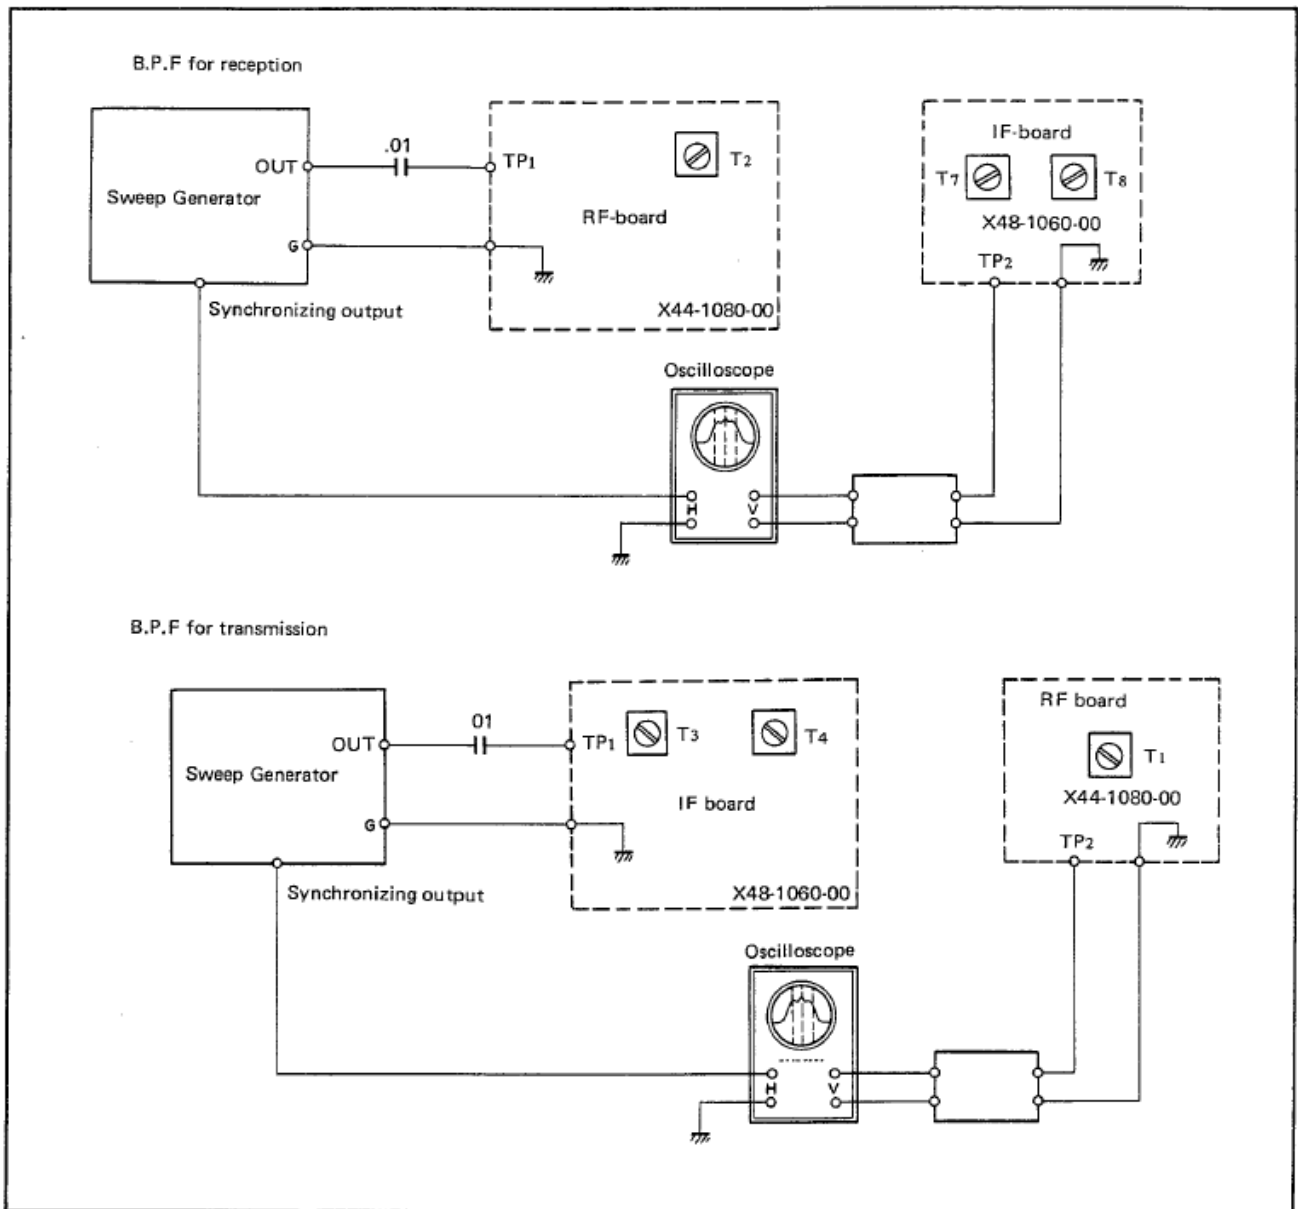 B.P.F for reception
OUT
.01
TP1
T2
Sweep Generator
RF-board
G
Synchronizing output
X44-1080-00
IF-board
T7
T8
X48-1060-00
TP2
Oscilloscope
H
V
B.P.F for transmission
OUT
01
TP1
T3
T4
Sweep Generator
IF board
G
Synchronizing output
X48-1060-00
RF board
T1
X44-1080-00
TP2
Oscilloscope
H
V